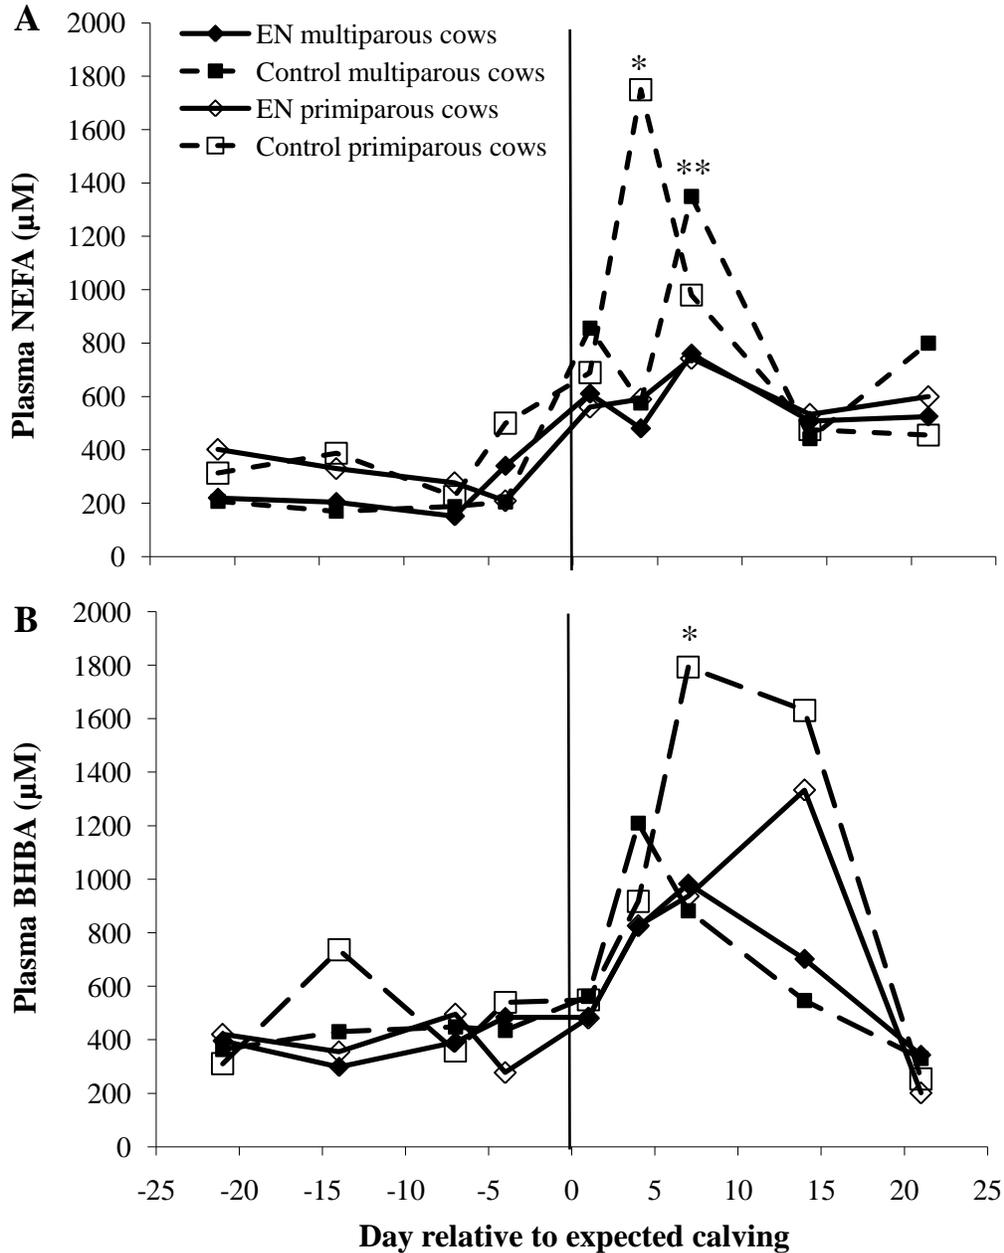 A
2000
1800
1600
1400
1200
1000
800
600
400
200
0
Plasma NEFA (µM)
EN multiparous cows
Control multiparous cows
EN primiparous cows
Control primiparous cows
*
**
B
2000
1800
1600
1400
1200
1000
800
600
400
200
0
Plasma BHBA (µM)
*
-25 -20 -15 -10 -5 0 5 10 15 20 25
Day relative to expected calving